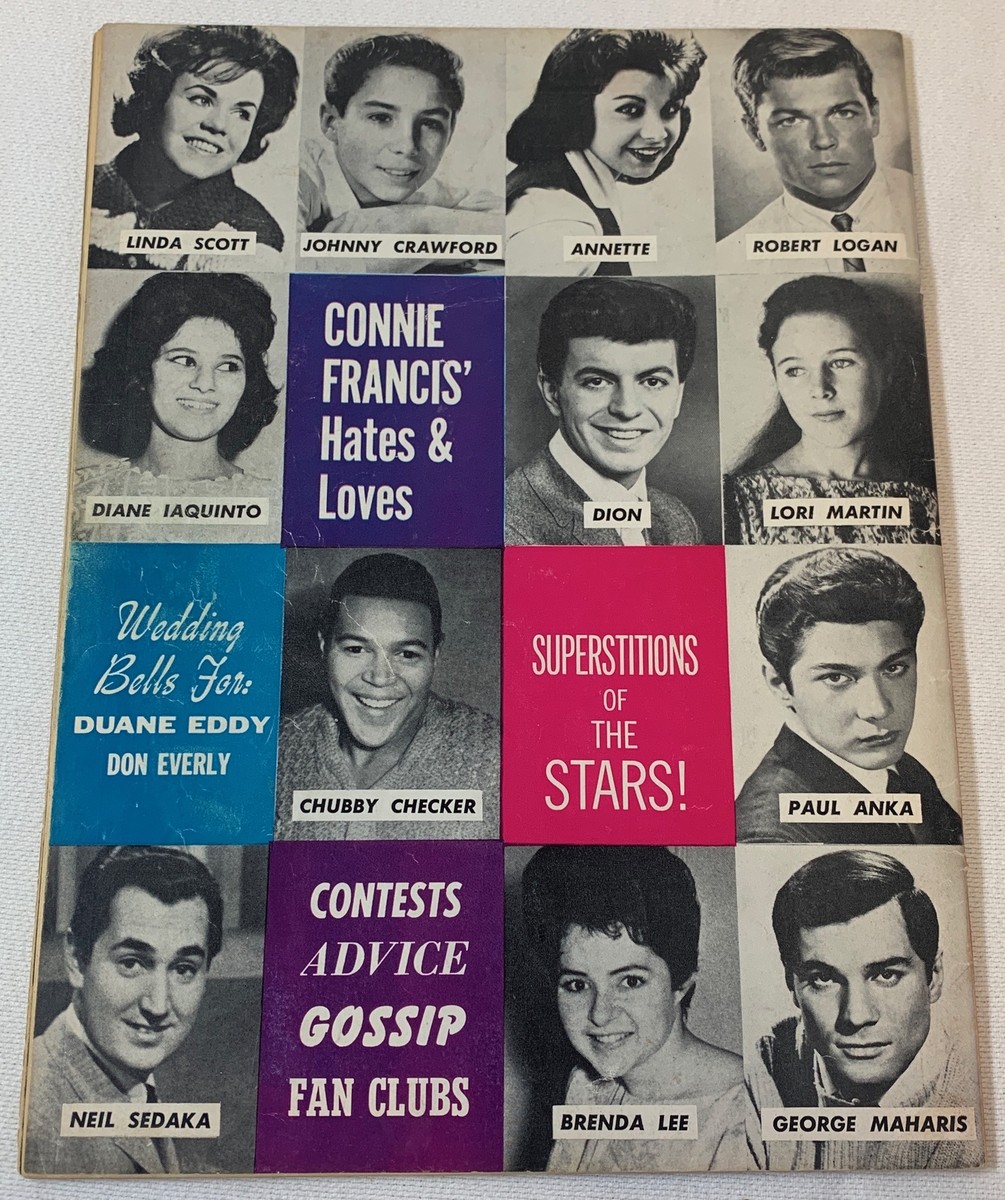 LINDA SCOTT
JOHNNY CRAWFORD
ANNETTE
ROBERT LOGAN
DIANE IAQUINTO
CONNIE
FRANCIS'
Hates &
Loves
DION
LORI MARTIN
Wedding
Bells For:
DUANE EDDY
DON EVERLY
CHUBBY CHECKER
SUPERSTITIONS
OF
THE
STARS!
PAUL ANKA
NEIL SEDAKA
CONTESTS
ADVICE
GOSSIP
FAN CLUBS
BRENDA LEE
GEORGE MAHARIS